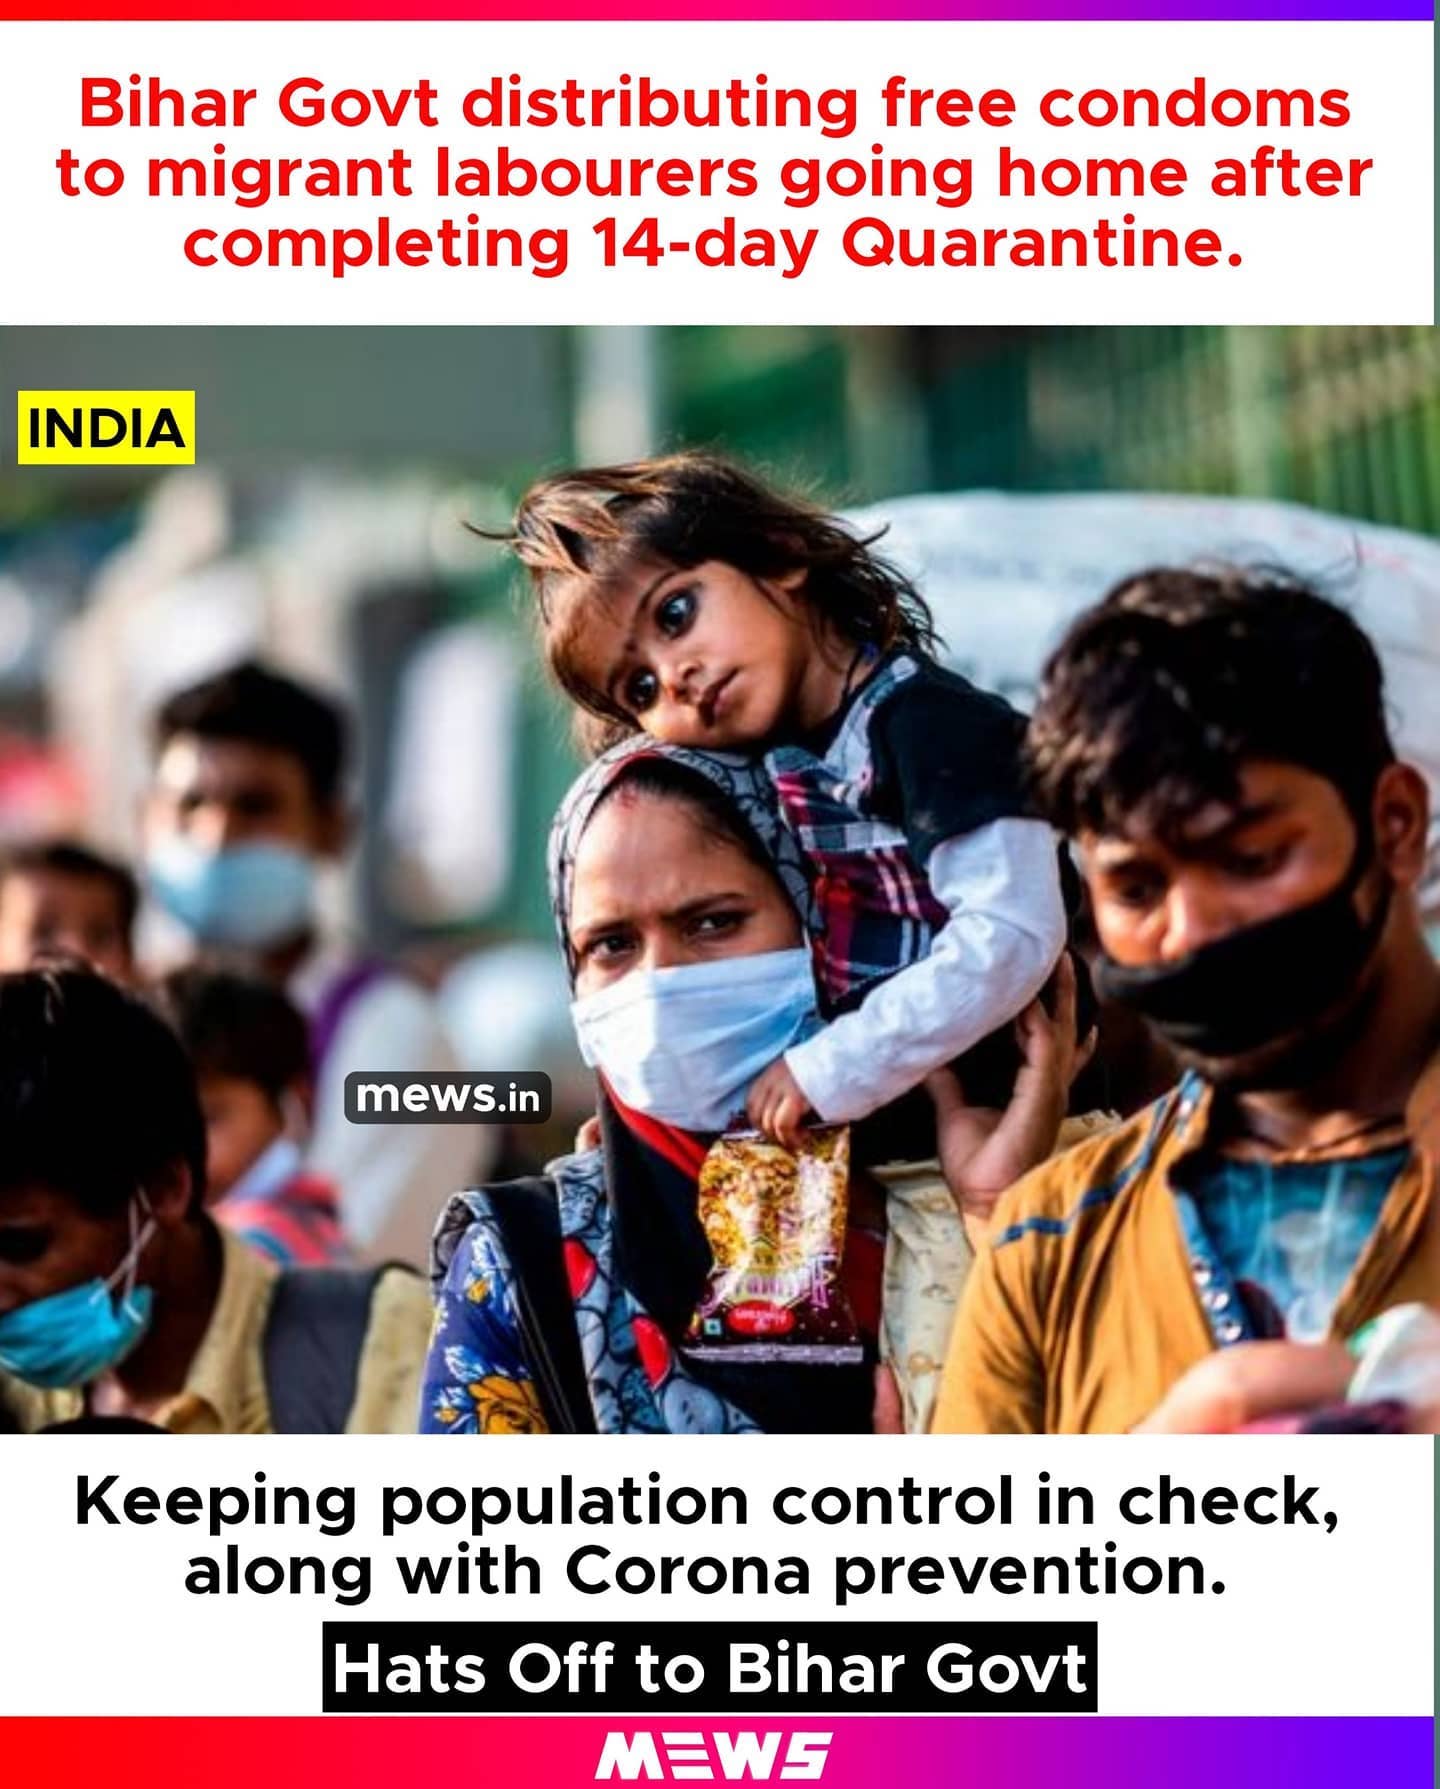 Bihar Govt distributing free condoms
to migrant labourers going home after
completing 14-day Quarantine.
INDIA
mews.in
Keeping population control in check,
along with Corona prevention.
Hats Off to Bihar Govt
MEWS